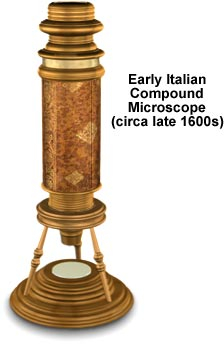 Early Italian
Compound
Microscope
(circa late 1600s)